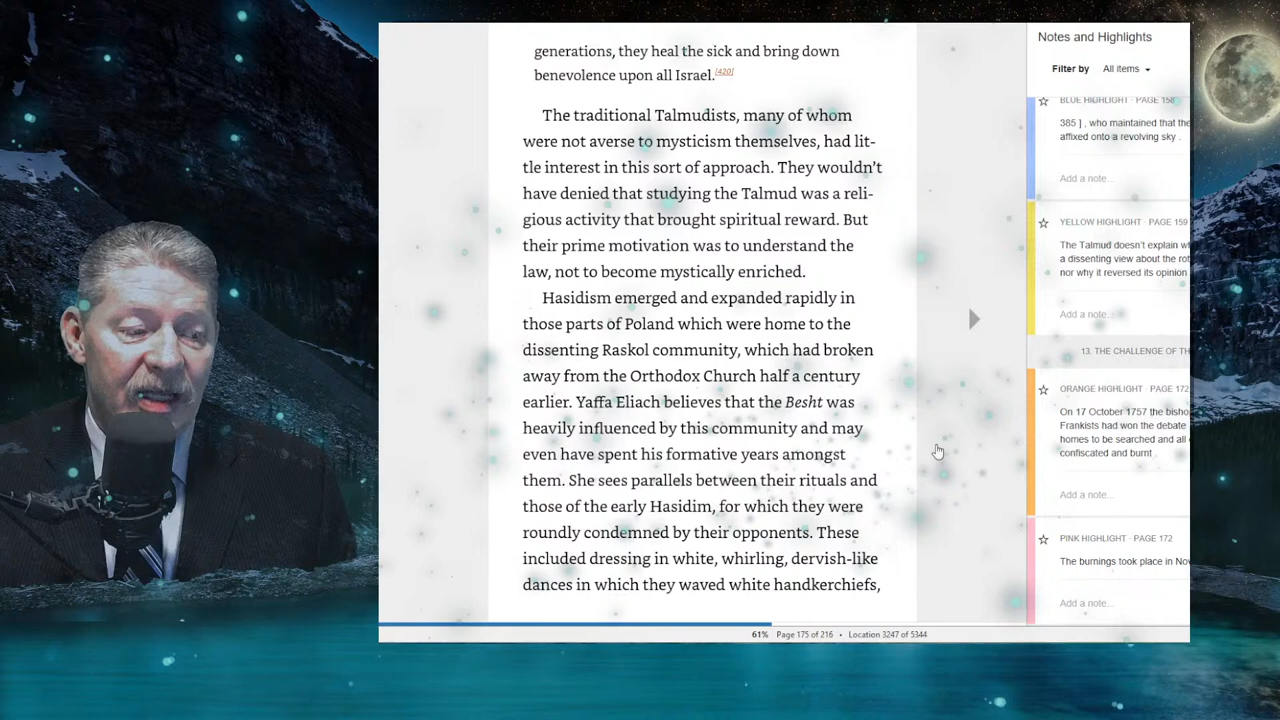 generations, they heal the sick and bring down
benevolence upon all Israel.[420]
The traditional Talmudists, many of whom
were not averse to mysticism themselves, had lit-
tle interest in this sort of approach. They wouldn't
have denied that studying the Talmud was a reli-
gious activity that brought spiritual reward. But
their prime motivation was to understand the
law, not to become mystically enriched.
Hasidism emerged and expanded rapidly in
those parts of Poland which were home to the
dissenting Raskol community, which had broken
away from the Orthodox Church half a century
earlier. Yaffa Eliach believes that the Besht was
heavily influenced by this community and may
even have spent his formative years amongst
them. She sees parallels between their rituals and
those of the early Hasidim, for which they were
roundly condemned by their opponents. These
included dressing in white, whirling, dervish-like
dances in which they waved white handkerchiefs,
61% Page 175 of 216 • Location 3247 of 5344
Notes and Highlights
Filter by All items
BLUE HIGHLIGHT · PAGE 158
385 ] , who maintained that the
affixed onto a revolving sky .
Add a note...
YELLOW HIGHLIGHT · PAGE 159
The Talmud doesn't explain
a dissenting view about the
nor why it reversed its opinion
Add a note...
13. THE CHALLENGE OF
ORANGE HIGHLIGHT · PAGE 172
On 17 October 1757 the
Frankists had won the debate
homes to be searched and all
confiscated and burnt .
Add a note...
PINK HIGHLIGHT · PAGE 172
The burnings took place in
Add a note...